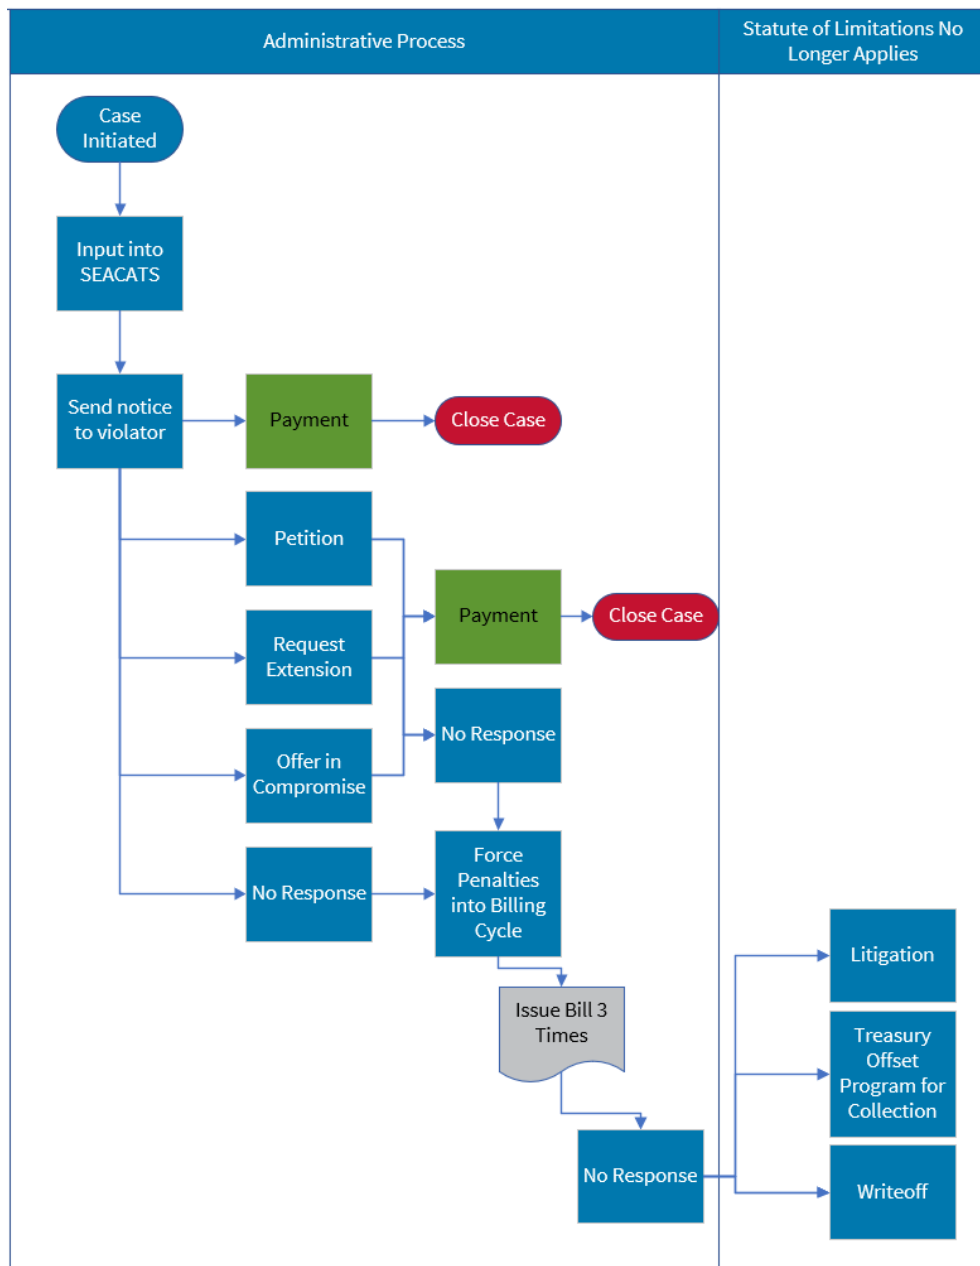 Administrative Process
Statute of Limitations No
Longer Applies
Case
Initiated
Input into
SEACATS
Send notice
to violator
Payment
Close Case
Petition
Payment
Close Case
Request
Extension
No Response
Offer in
Compromise
No Response
Force
Penalties
into Billing
Cycle
Litigation
Issue Bill 3
Times
Treasury
Offset
Program for
Collection
No Response
Writeoff